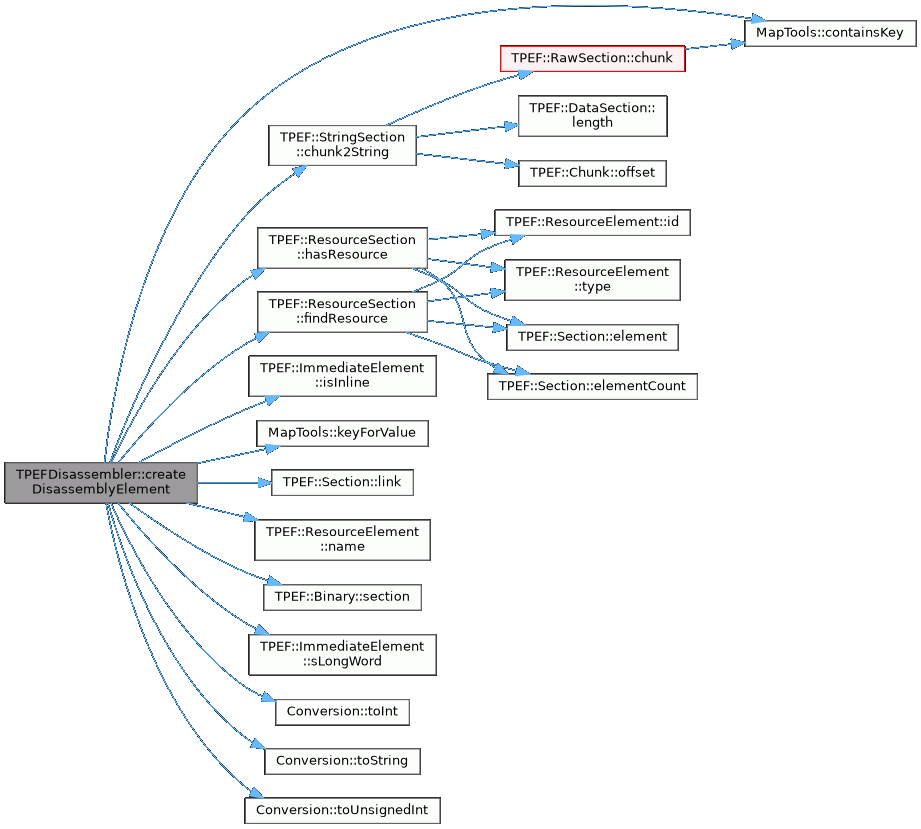 MapTools::containsKey
TPEF::RawSection::chunk
TPEF::DataSection::
length
TPEF::StringSection
::chunk2String
TPEF::Chunk::offset
TPEF::ResourceElement::id
TPEF::ResourceSection
::hasResource
TPEF::ResourceElement
::type
TPEF::ResourceSection
::findResource
TPEF::Section::element
TPEF::ImmediateElement
::isInline
TPEF::Section::elementCount
MapTools::keyForValue
TPEFDisassembler::create
DisassemblyElement
TPEF::Section::link
TPEF::ResourceElement
::name
TPEF::Binary::section
TPEF::ImmediateElement
::sLongWord
Conversion::toInt
Conversion::toString
Conversion::toUnsignedInt